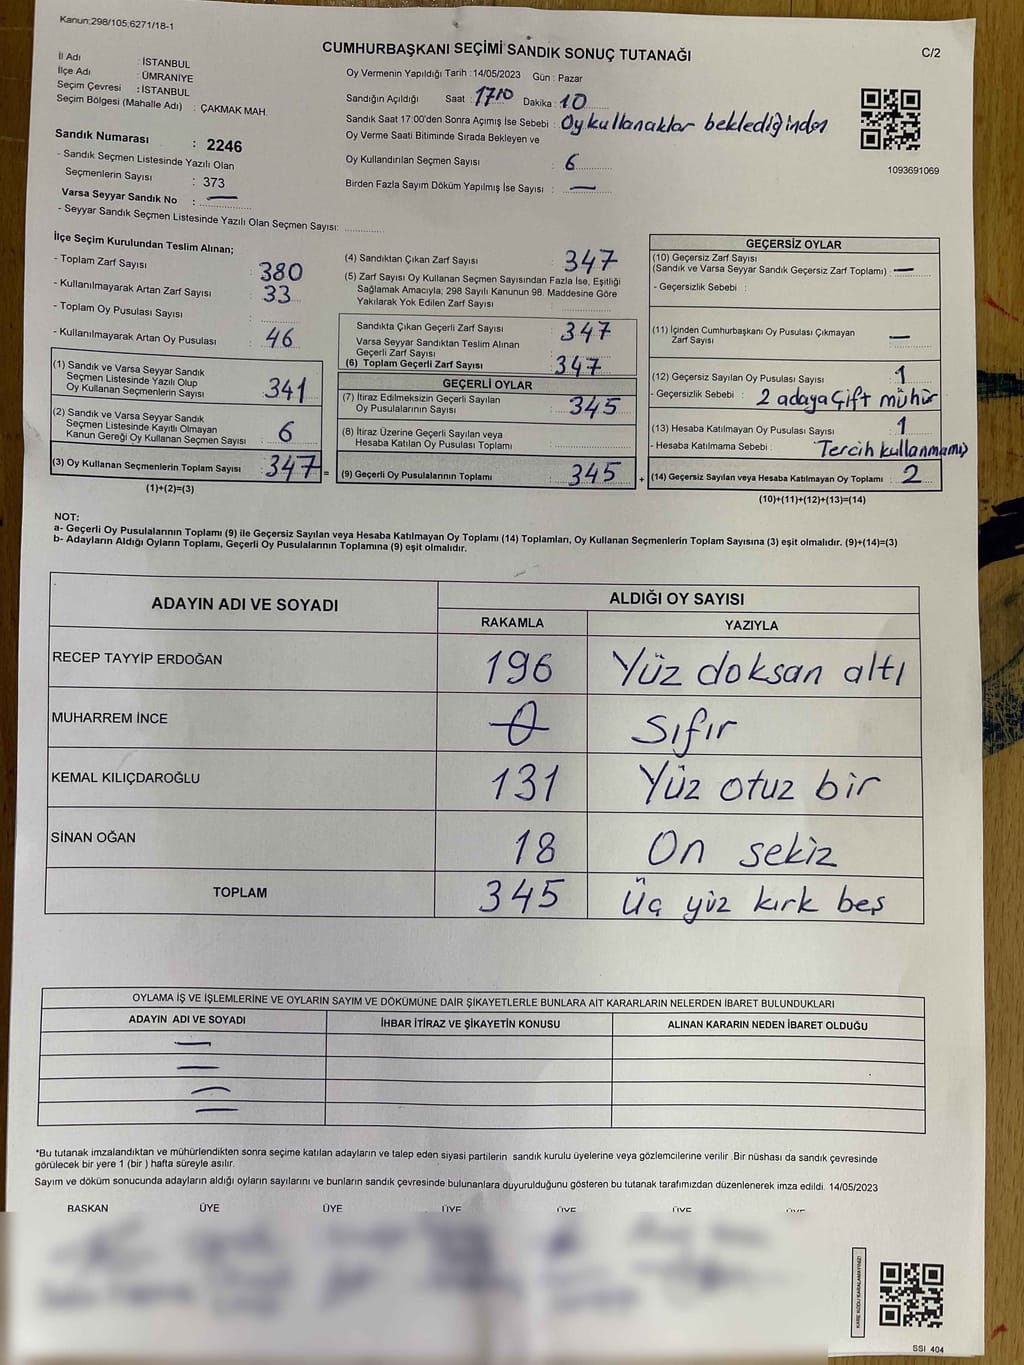 Kanun:298/105;6271/18-1
CUMHURBAŞKANI SEÇİMİ SANDIK SONUÇ TUTANAĞI
C/2
İl Adı : İSTANBUL
İlçe Adı : ÜMRANİYE
Seçim Çevresi : İSTANBUL
Seçim Bölgesi (Mahalle Adı) : ÇAKMAK MAH.
Sandık Numarası : 2246
- Sandık Seçmen Listesinde Yazılı Olan
Seçmenlerin Sayısı : 373
Varsa Seyyar Sandık No : —
- Seyyar Sandık Seçmen Listesinde Yazılı Olan Seçmen Sayısı: ............
Oy Vermenin Yapıldığı Tarih : 14/05/2023 Gün : Pazar
Sandığın Açıldığı Saat : 1710 Dakika : 10
Sandık Saat 17:00'den Sonra Açımış İse Sebebi : Oy kullanaklar beklediğinden
Oy Verme Saati Bitiminde Sırada Bekleyen ve
Oy Kullandırılan Seçmen Sayısı : 6
Birden Fazla Sayım Döküm Yapılmış İse Sayısı : —
1093691069
İlçe Seçim Kurulundan Teslim Alınan;
- Toplam Zarf Sayısı 380
- Kullanılmayarak Artan Zarf Sayısı : 33
- Toplam Oy Pusulası Sayısı :
- Kullanılmayarak Artan Oy Pusulası : 46
(1) Sandık ve Varsa Seyyar Sandık
Seçmen Listesinde Yazılı Olup
Oy Kullanan Seçmenlerin Sayısı : 341
(2) Sandık ve Varsa Seyyar Sandık
Seçmen Listesinde Kayıtlı Olmayan
Kanun Gereği Oy Kullanan Seçmen Sayısı : 6
(3) Oy Kullanan Seçmenlerin Toplam Sayısı : 347 =
(1)+(2)=(3)
(4) Sandıktan Çıkan Zarf Sayısı : 347
(5) Zarf Sayısı Oy Kullanan Seçmen Sayısından Fazla İse, Eşitliği
Sağlamak Amacıyla; 298 Sayılı Kanunun 98. Maddesine Göre
Yakılarak Yok Edilen Zarf Sayısı :
Sandıkta Çıkan Geçerli Zarf Sayısı : 347
Varsa Seyyar Sandıktan Teslim Alınan
Geçerli Zarf Sayısı
(6) Toplam Geçerli Zarf Sayısı : 347
GEÇERLİ OYLAR
(7) İtiraz Edilmeksizin Geçerli Sayılan
Oy Pusulalarının Sayısı : 345
(8) İtiraz Üzerine Geçerli Sayılan veya
Hesaba Katılan Oy Pusulası Toplamı :
(9) Geçerli Oy Pusulalarının Toplamı : 345 +
GEÇERSİZ OYLAR
(10) Geçersiz Zarf Sayısı
(Sandık ve Varsa Seyyar Sandık Geçersiz Zarf Toplamı) : —
- Geçersizlik Sebebi :
(11) İçinden Cumhurbaşkanı Oy Pusulası Çıkmayan
Zarf Sayısı : —
(12) Geçersiz Sayılan Oy Pusulası Sayısı : 1
- Geçersizlik Sebebi : 2 adaya Çift mühür
(13) Hesaba Katılmayan Oy Pusulası Sayısı : 1
- Hesaba Katılmama Sebebi : Tercih kullanmamış
(14) Geçersiz Sayılan veya Hesaba Katılmayan Oy Toplamı : 2
(10)+(11)+(12)+(13)=(14)
NOT:
a- Geçerli Oy Pusulalarının Toplamı (9) ile Geçersiz Sayılan veya Hesaba Katılmayan Oy Toplamı (14) Toplamları, Oy Kullanan Seçmenlerin Toplam Sayısına (3) eşit olmalıdır. (9)+(14)=(3)
b- Adayların Aldığı Oyların Toplamı, Geçerli Oy Pusulalarının Toplamına (9) eşit olmalıdır.
ADAYIN ADI VE SOYADI
ALDIĞI OY SAYISI
RAKAMLA YAZIYLA
RECEP TAYYİP ERDOĞAN 196 Yüz doksan altı
MUHARREM İNCE 0 Sıfır
KEMAL KILIÇDAROĞLU 131 Yüz otuz bir
SİNAN OĞAN 18 On sekiz
TOPLAM 345 Üç yüz kırk beş
OYLAMA İŞ VE İŞLEMLERİNE VE OYLARIN SAYIM VE DÖKÜMÜNE DAİR ŞİKAYETLERLE BUNLARA AİT KARARLARIN NELERDEN İBARET BULUNDUKLARI
ADAYIN ADI VE SOYADI İHBAR İTİRAZ VE ŞİKAYETİN KONUSU ALINAN KARARIN NEDEN İBARET OLDUĞU
—
—
—
—
*Bu tutanak imzalandıktan ve mühürlendikten sonra seçime katılan adayların ve talep eden siyasi partilerin sandık kurulu üyelerine veya gözlemcilerine verilir .Bir nüshası da sandık çevresinde
görülecek bir yere 1 (bir ) hafta süreyle asılır.
Sayım ve döküm sonucunda adayların aldığı oyların sayılarını ve bunların sandık çevresinde bulunanlara duyurulduğunu gösteren bu tutanak tarafımızdan düzenlenerek imza edildi. 14/05/2023
BAŞKAN ÜYE ÜYE ÜYE ÜYE ÜYE ÜYE
KARE KODU KARALAMAYINIZ!
SSI 404